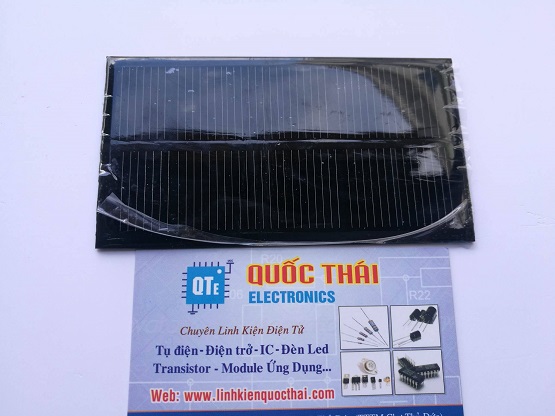 QTE
QUỐC THÁI
ELECTRONICS
R22
Chuyên Linh Kiện Điện Tử
Tụ điện - Điện trở - IC - Đèn Led
Transistor - Module Ứng Dụng...
Web: www.linhkienquocthai.com